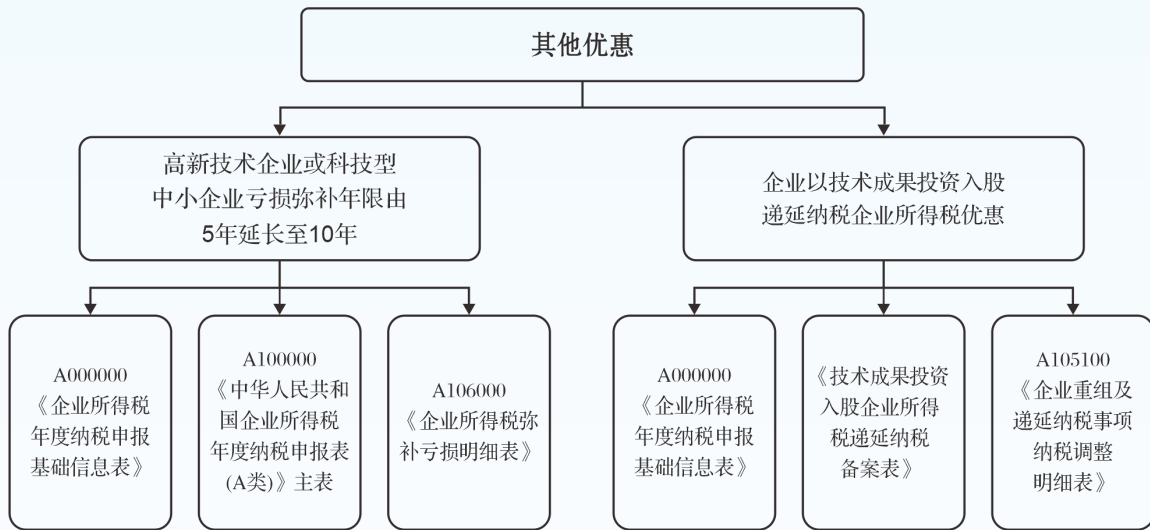 其他优惠
高新技术企业或科技型
中小企业亏损弥补年限由
5年延长至10年
企业以技术成果投资入股
递延纳税企业所得税优惠
A000000
《企业所得税
年度纳税申报
基础信息表》
A100000
《中华人民共和
国企业所得税
年度纳税申报表
(A类)》主表
A106000
《企业所得税弥
补亏损明细表》
A000000
《企业所得税
年度纳税申报
基础信息表》
《技术成果投资
入股企业所得
税递延纳税
备案表》
A105100
《企业重组及
递延纳税事项
纳税调整
明细表》